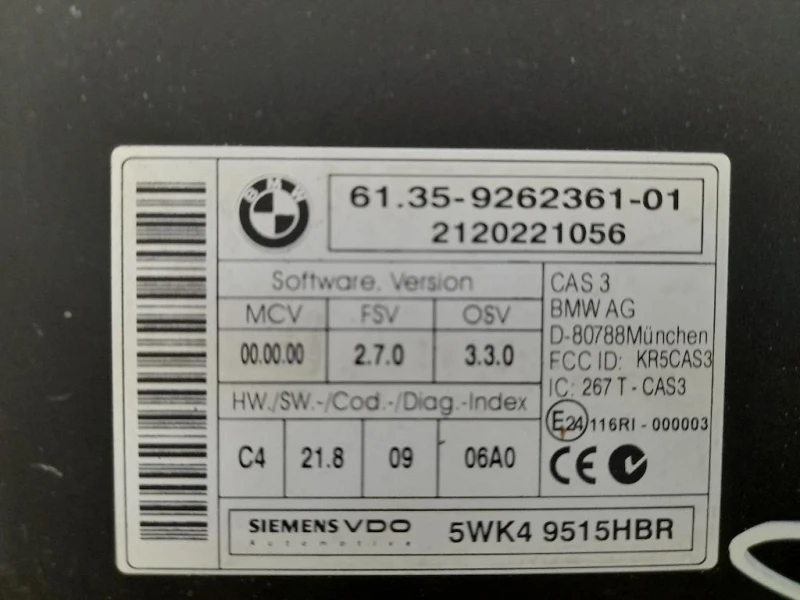 BMW
61.35-9262361-01
2120221056
Software. Version
MCV FSV OSV
00.00.00 2.7.0 3.3.0
HW./SW.-/Cod.-/Diag.-Index
C4 21.8 09 06A0
CAS 3
BMW AG
D-80788München
FCC ID: KR5CAS3
IC: 267 T - CAS3
E24 116RI - 000003
CE
SIEMENS VDO
Automotive
5WK4 9515HBR